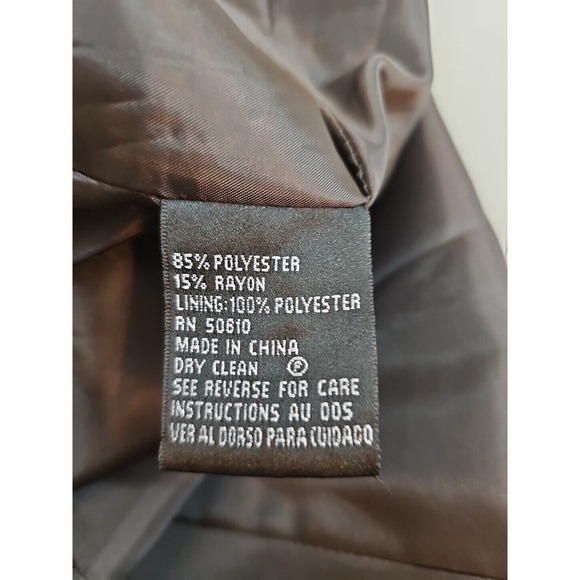 85% POLYESTER
15% RAYON
LINING:100% POLYESTER
RN 50610
MADE IN CHINA
DRY CLEAN Ⓟ
SEE REVERSE FOR CARE
INSTRUCTIONS AU DOS
VER AL DORSO PARA CUIDADO